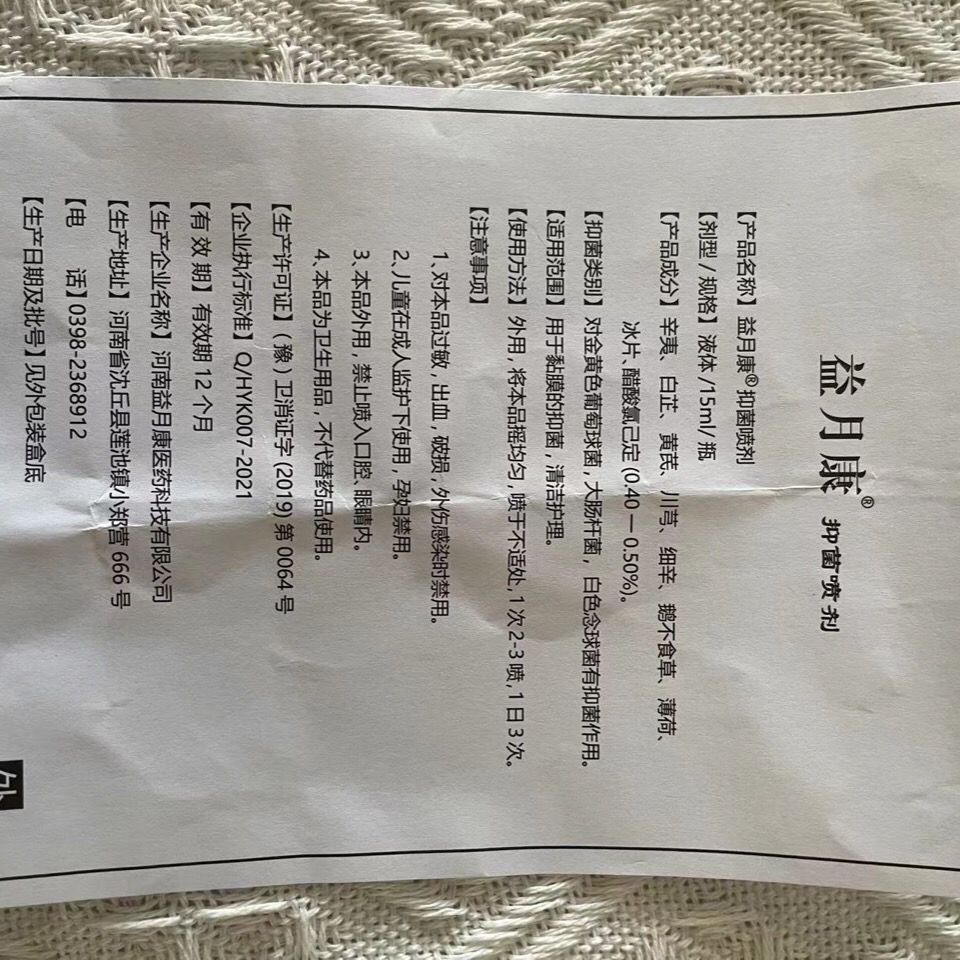 益月康® 抑菌喷剂
【产品名称】益月康®抑菌喷剂
【剂型/规格】液体/15ml/瓶
【产品成分】辛夷、白芷、黄芪、川芎、细辛、鹅不食草、薄荷、
冰片、醋酸氯己定(0.40一0.50%)。
【抑菌类别】对金黄色葡萄球菌,大肠杆菌,白色念球菌有抑菌作用。
【适用范围】用于黏膜的抑菌,清洁护理。
【使用方法】外用,将本品摇均匀,喷于不适处,1次2-3喷,1日3次。
【注意事项】
1、对本品过敏,出血,破损,外伤感染时禁用。
2、儿童在成人监护下使用,孕妇禁用。
3、本品外用,禁止喷入口腔、眼睛内。
4、本品为卫生用品,不代替药品使用。
【生产许可证】(豫)卫消证字(2019)第0064号
【企业执行标准】Q/HYK007-2021
【有 效 期】有效期12个月
【生产企业名称】河南益月康医药科技有限公司
【生产地址】河南省沈丘县莲池镇小郑营666号
【电 话】0398-2368912
【生产日期及批号】见外包装盒底
外